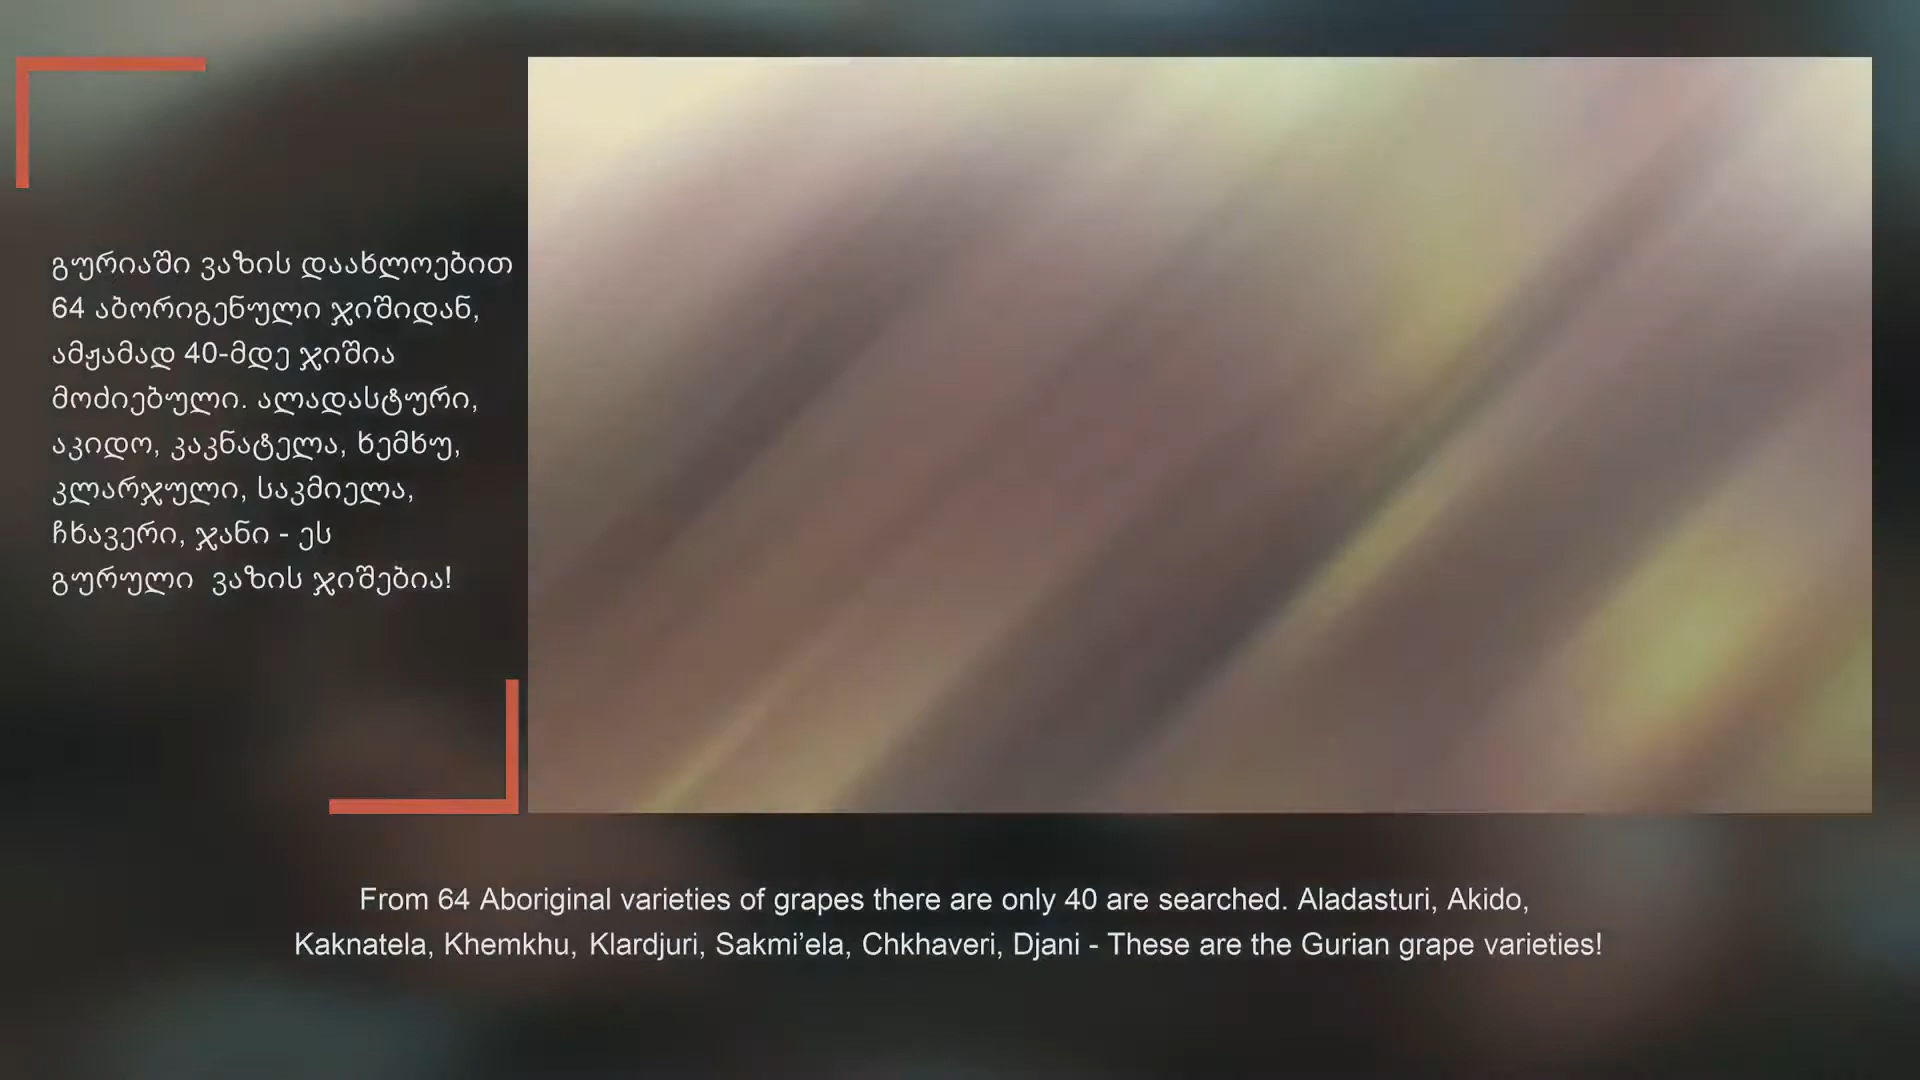 გურიაში ვაზის დაახლოებით
64 აბორიგენული ჯიშიდან,
ამჟამად 40-მდე ჯიშია
მოძიებული. ალადასტური,
აკიდო, კაკნატელა, ხემხუ,
კლარჯული, საკმიელა,
ჩხავერი, ჯანი - ეს
გურული  ვაზის ჯიშებია!
From 64 Aboriginal varieties of grapes there are only 40 are searched. Aladasturi, Akido,
Kaknatela, Khemkhu, Klardjuri, Sakmi’ela, Chkhaveri, Djani - These are the Gurian grape varieties!